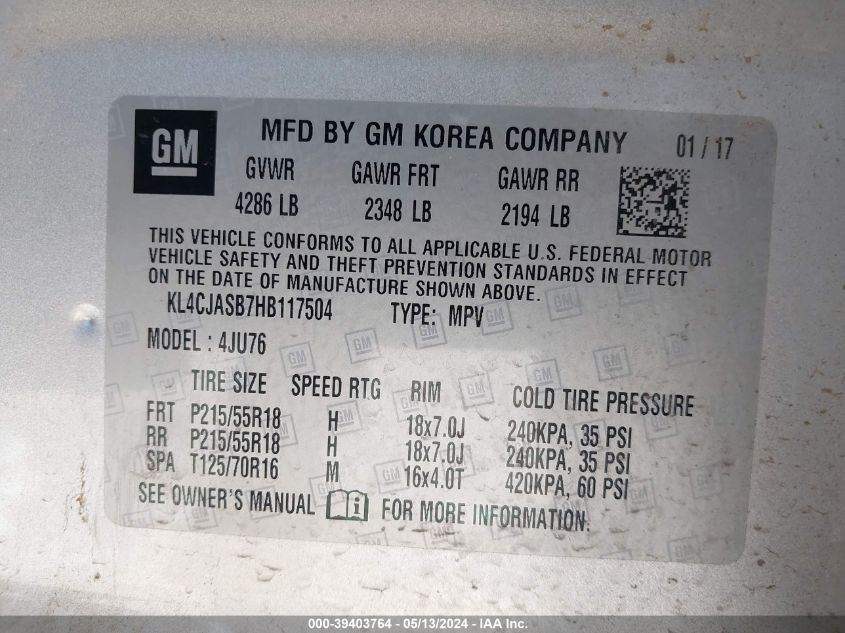 GM MFD BY GM KOREA COMPANY 01 / 17
GVWR GAWR FRT GAWR RR
4286 LB 2348 LB 2194 LB
THIS VEHICLE CONFORMS TO ALL APPLICABLE U.S. FEDERAL MOTOR
VEHICLE SAFETY AND THEFT PREVENTION STANDARDS IN EFFECT
ON THE DATE OF MANUFACTURE SHOWN ABOVE.
KL4CJASB7HB117504 TYPE: MPV
MODEL : 4JU76
TIRE SIZE SPEED RTG RIM COLD TIRE PRESSURE
FRT P215/55R18 H 18x7.0J 240KPA, 35 PSI
RR P215/55R18 H 18x7.0J 240KPA, 35 PSI
SPA T125/70R16 M 16x4.0T 420KPA, 60 PSI
SEE OWNER'S MANUAL FOR MORE INFORMATION.
000-39403764 - 05/13/2024 - IAA Inc.